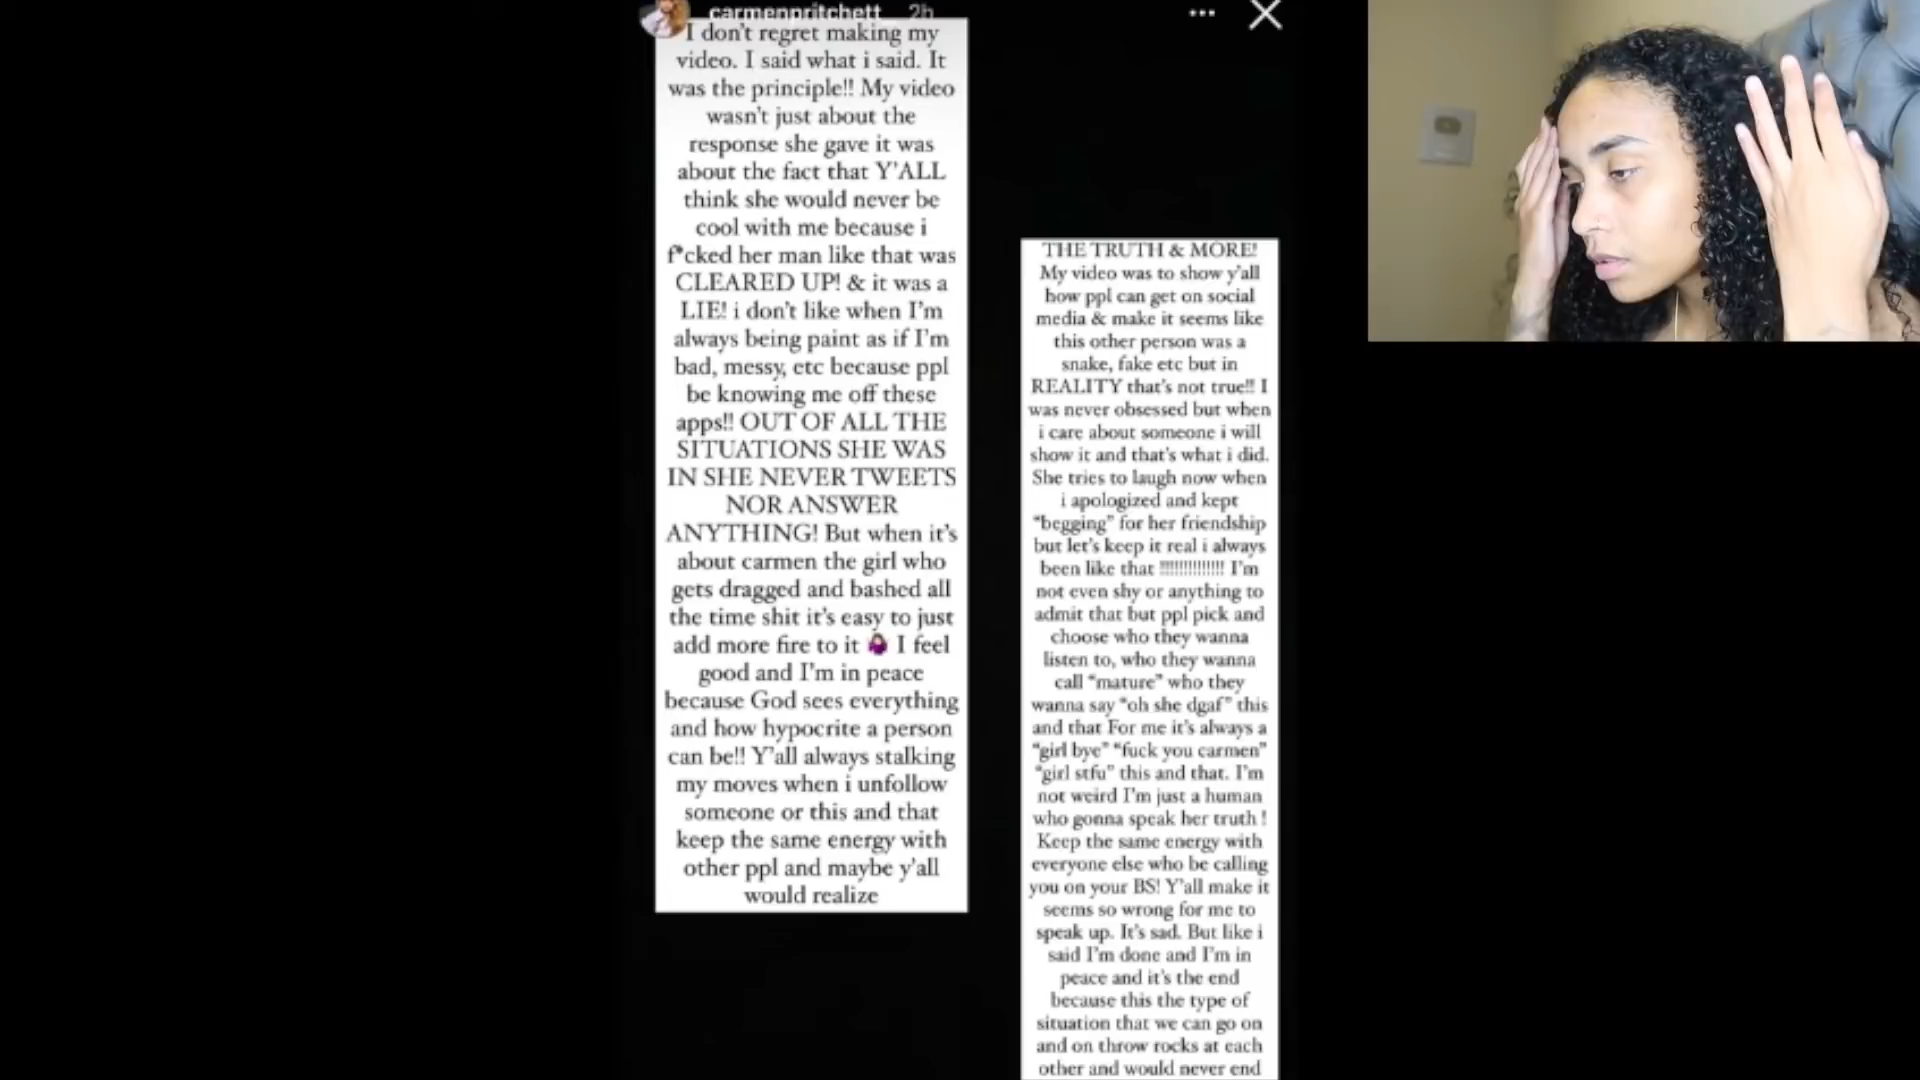 carmenpritchett 2h
I don't regret making my
video. I said what i said. It
was the principle!! My video
wasn't just about the
response she gave it was
about the fact that Y'ALL
think she would never be
cool with me because i
f*cked her man like that was
CLEARED UP! & it was a
LIE! i don't like when I'm
always being paint as if I'm
bad, messy, etc because ppl
be knowing me off these
apps!! OUT OF ALL THE
SITUATIONS SHE WAS
IN SHE NEVER TWEETS
NOR ANSWER
ANYTHING! But when it's
about carmen the girl who
gets dragged and bashed all
the time shit it's easy to just
add more fire to it 🤷🏻‍♀️ I feel
good and I'm in peace
because God sees everything
and how hypocrite a person
can be!! Y'all always stalking
my moves when i unfollow
someone or this and that
keep the same energy with
other ppl and maybe y'all
would realize
THE TRUTH & MORE!
My video was to show y'all
how ppl can get on social
media & make it seems like
this other person was a
snake, fake etc but in
REALITY that's not true!! I
was never obsessed but when
i care about someone i will
show it and that's what i did.
She tries to laugh now when
i apologized and kept
"begging" for her friendship
but let's keep it real i always
been like that !!!!!!!!!!!!!! I'm
not even shy or anything to
admit that but ppl pick and
choose who they wanna
listen to, who they wanna
call "mature" who they
wanna say "oh she dgaf" this
and that For me it's always a
"girl bye" "fuck you carmen"
"girl stfu" this and that. I'm
not weird I'm just a human
who gonna speak her truth !
Keep the same energy with
everyone else who be calling
you on your BS! Y'all make it
seems so wrong for me to
speak up. It's sad. But like i
said I'm done and I'm in
peace and it's the end
because this the type of
situation that we can go on
and on throw rocks at each
other and would never end